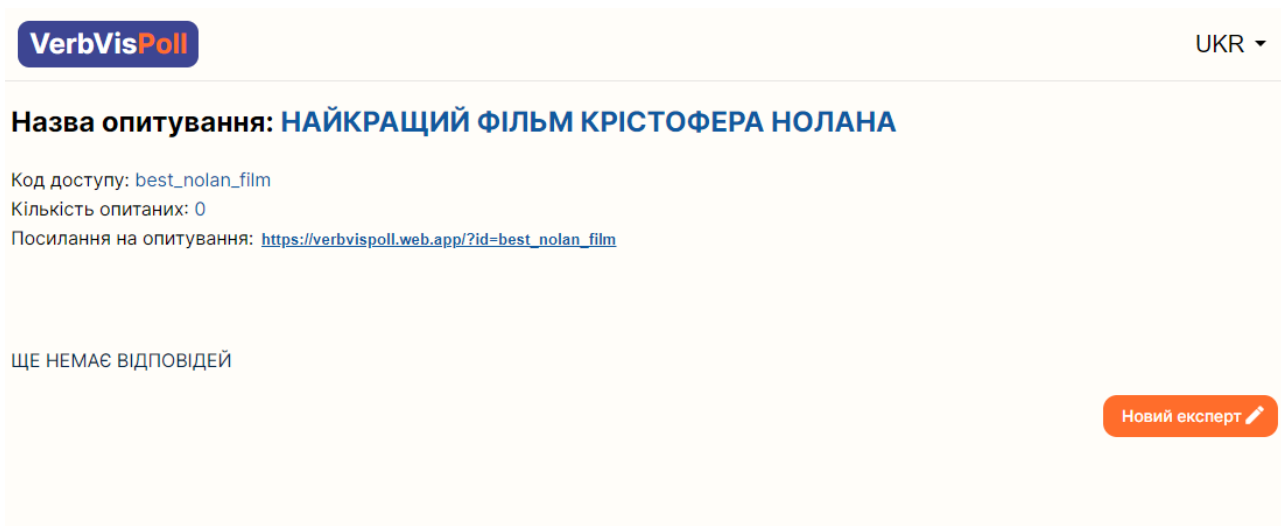 VerbVisPoll
UKR
Назва опитування: НАЙКРАЩИЙ ФІЛЬМ КРІСТОФЕРА НОЛАНА
Код доступу: best_nolan_film
Кількість опитаних: 0
Посилання на опитування: https://verbvispoll.web.app/?id=best_nolan_film
ЩЕ НЕМАЄ ВІДПОВІДЕЙ
Новий експерт